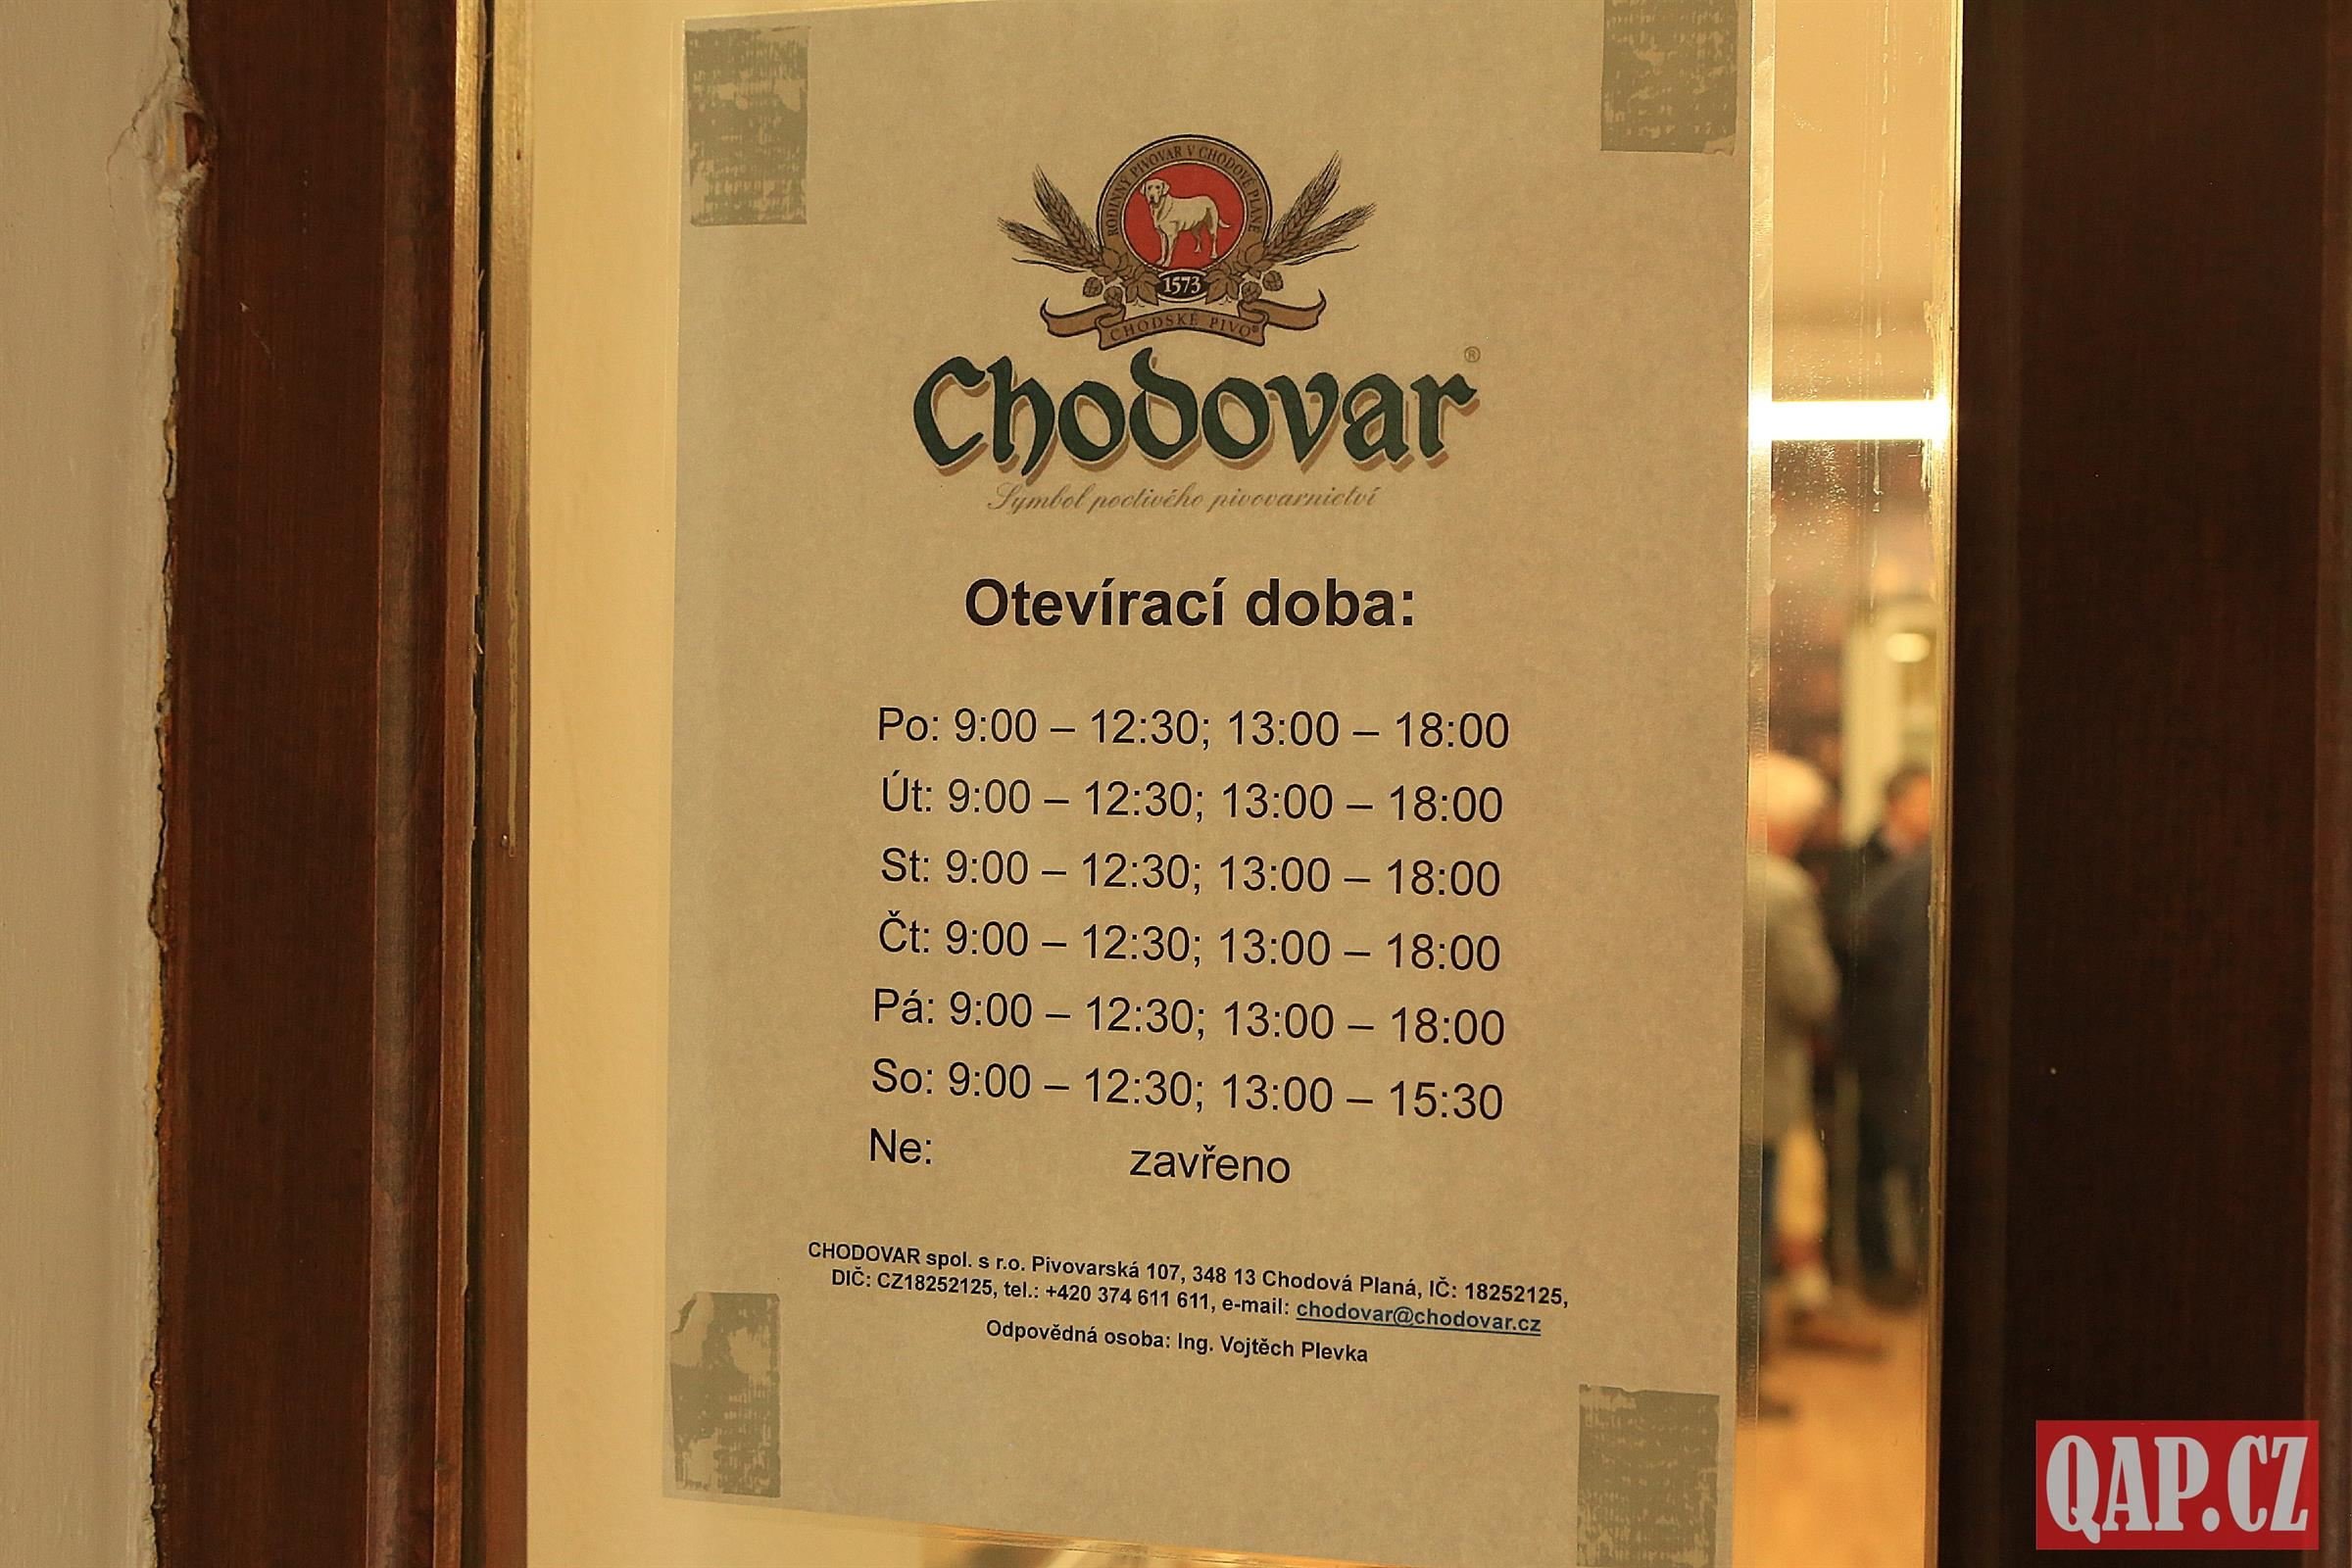 RODINNÝ PIVOVAR V CHODOVÉ PLANÉ
1573
CHODSKÉ PIVO®
Chodovar®
Symbol poctivého pivovarnictví
Otevírací doba:
Po: 9:00 – 12:30; 13:00 – 18:00
Út: 9:00 – 12:30; 13:00 – 18:00
St: 9:00 – 12:30; 13:00 – 18:00
Čt: 9:00 – 12:30; 13:00 – 18:00
Pá: 9:00 – 12:30; 13:00 – 18:00
So: 9:00 – 12:30; 13:00 – 15:30
Ne: zavřeno
CHODOVAR spol. s r.o. Pivovarská 107, 348 13 Chodová Planá, IČ: 18252125,
DIČ: CZ18252125, tel.: +420 374 611 611, e-mail: chodovar@chodovar.cz
Odpovědná osoba: Ing. Vojtěch Plevka
QAP.CZ